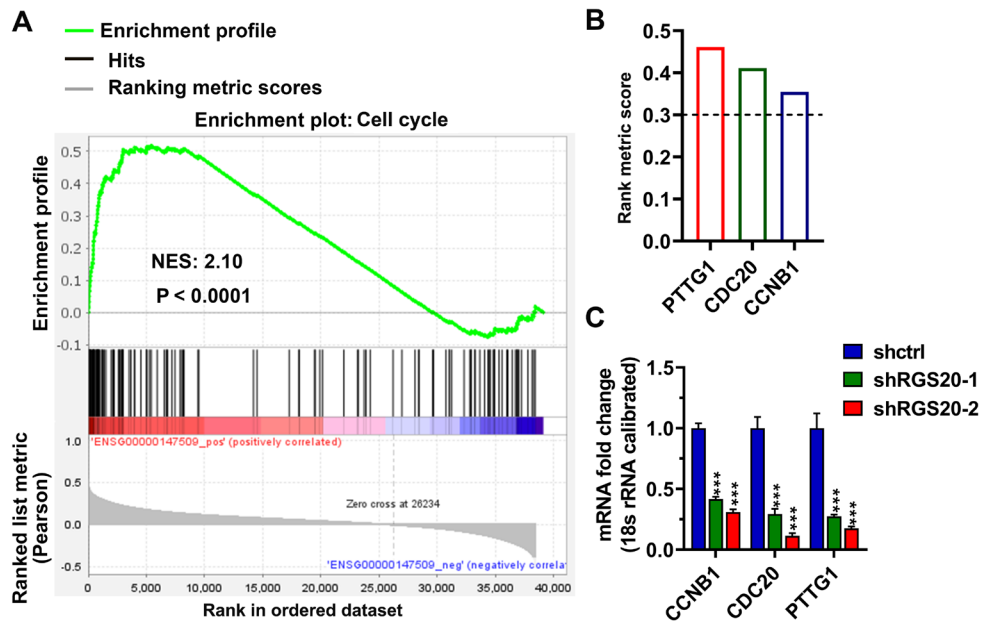 A
Enrichment profile
Hits
Ranking metric scores
Enrichment plot: Cell cycle
Enrichment profile
0.5
0.4
0.3
0.2
0.1
0.0
-0.1
NES: 2.10
P < 0.0001
Ranked list metric
(Pearson)
1.0
0.5
0.0
-0.5
'ENSG00000147509_pos' (positively correlated)
Zero cross at 26234
'ENSG00000147509_neg' (negatively correlat
0
5,000
10,000
15,000
20,000
25,000
30,000
35,000
40,000
Rank in ordered dataset
B
Rank metric score
0.5
0.4
0.3
0.2
0.1
0.0
PTTG1
CDC20
CCNB1
C
shctrl
shRGS20-1
shRGS20-2
mRNA fold change
(18s rRNA calibrated)
1.5
1.0
0.5
0.0
***
***
***
***
***
***
CCNB1
CDC20
PTTG1